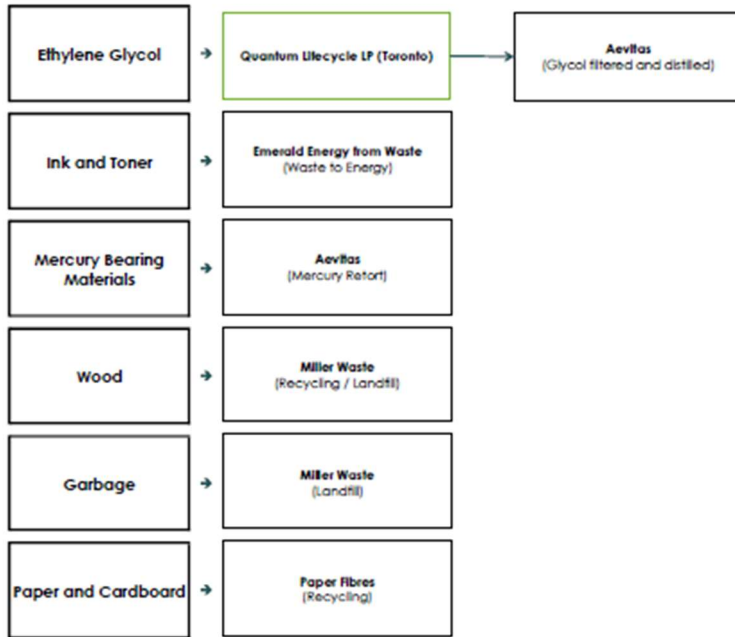 Ethylene Glycol
Quantum Lifecycle LP (Toronto)
Aevitas
(Glycol filtered and distilled)
Ink and Toner
Emerald Energy from Waste
(Waste to Energy)
Mercury Bearing
Materials
Aevitas
(Mercury Retort)
Wood
Miller Waste
(Recycling / Landfill)
Garbage
Miller Waste
(Landfill)
Paper and Cardboard
Paper Fibres
(Recycling)